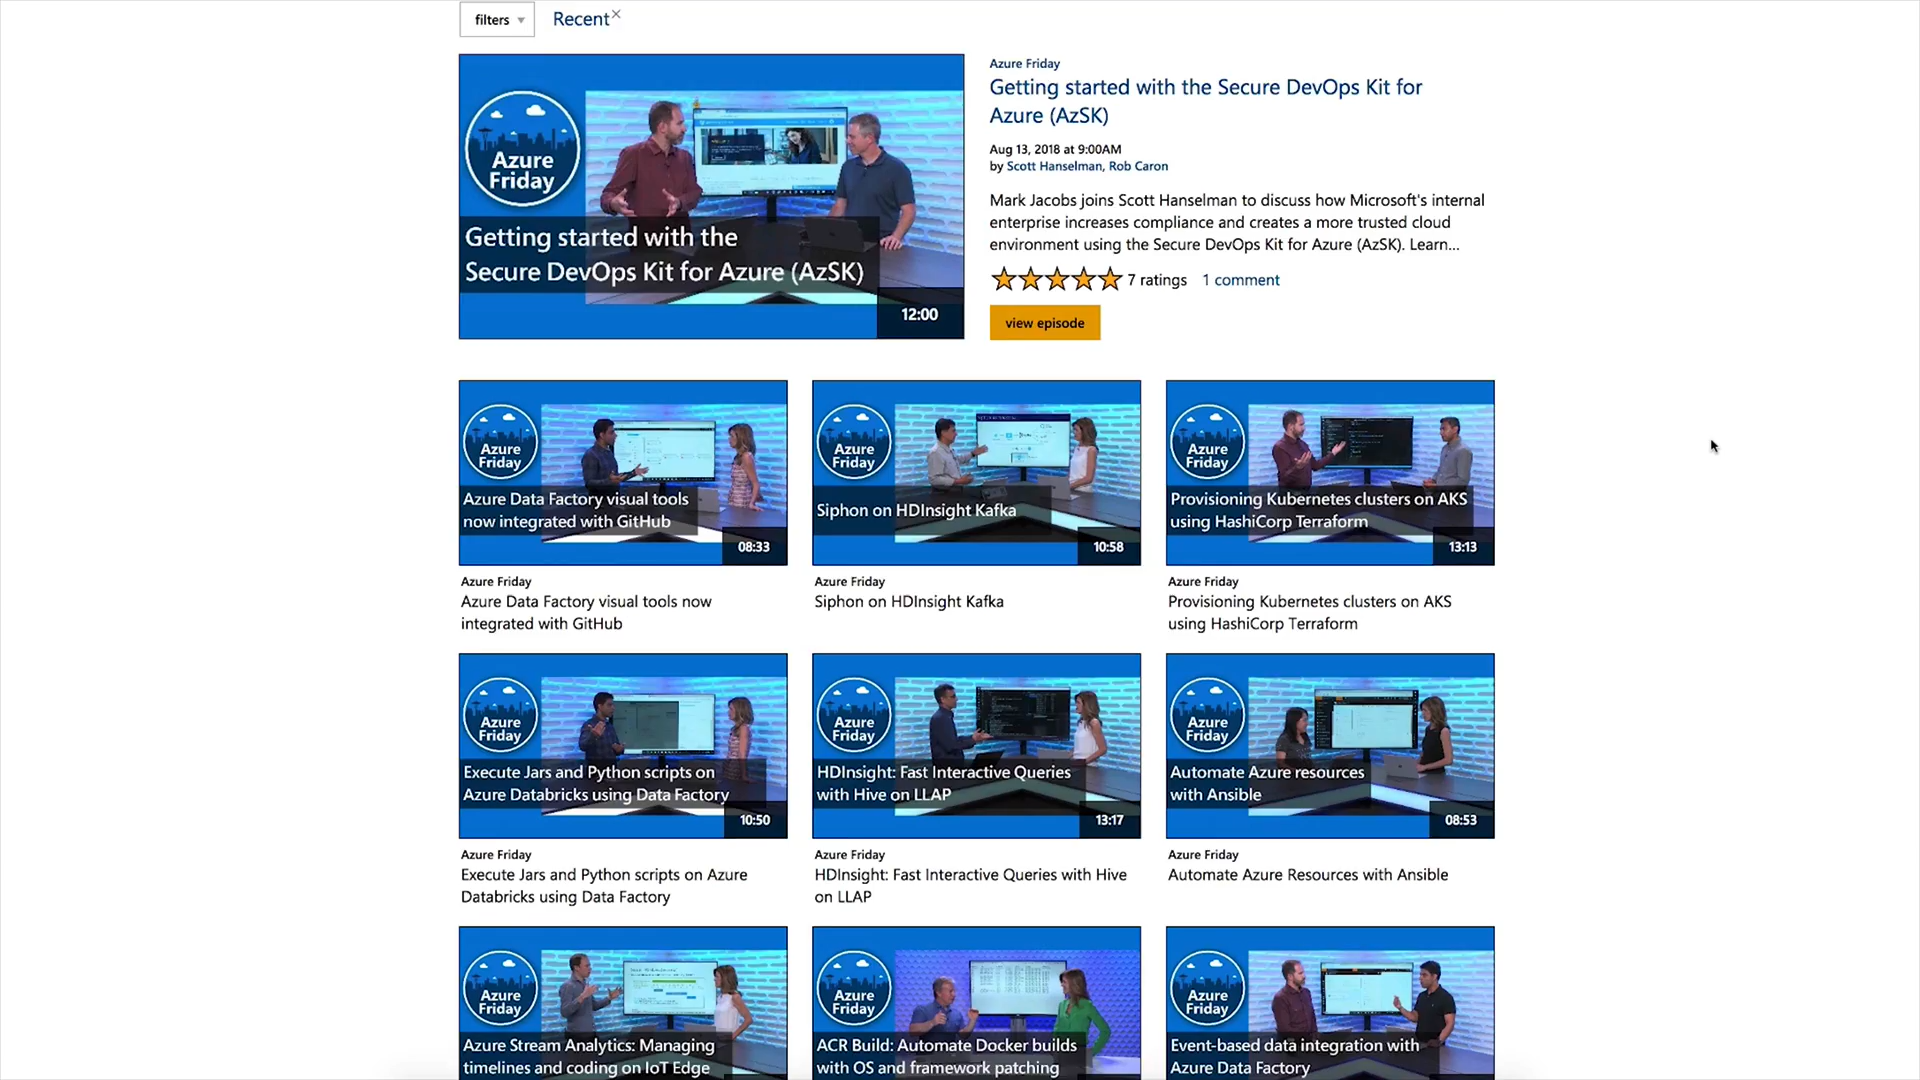 filters
Recent
Azure
Friday
Getting started with the
Secure DevOps Kit for Azure (AzSK)
12:00
Azure Friday
Getting started with the Secure DevOps Kit for
Azure (AzSK)
Aug 13, 2018 at 9:00AM
by Scott Hanselman, Rob Caron
Mark Jacobs joins Scott Hanselman to discuss how Microsoft's internal
enterprise increases compliance and creates a more trusted cloud
environment using the Secure DevOps Kit for Azure (AzSK). Learn...
7 ratings 1 comment
view episode
Azure
Friday
Azure Data Factory visual tools
now integrated with GitHub
08:33
Azure Friday
Azure Data Factory visual tools now
integrated with GitHub
Azure
Friday
Siphon on HDInsight Kafka
10:58
Azure Friday
Siphon on HDInsight Kafka
Azure
Friday
Provisioning Kubernetes clusters on AKS
using HashiCorp Terraform
13:13
Azure Friday
Provisioning Kubernetes clusters on AKS
using HashiCorp Terraform
Azure
Friday
Execute Jars and Python scripts on
Azure Databricks using Data Factory
10:50
Azure Friday
Execute Jars and Python scripts on Azure
Databricks using Data Factory
Azure
Friday
HDInsight: Fast Interactive Queries
with Hive on LLAP
13:17
Azure Friday
HDInsight: Fast Interactive Queries with Hive
on LLAP
Azure
Friday
Automate Azure resources
with Ansible
08:53
Azure Friday
Automate Azure Resources with Ansible
Azure
Friday
Azure Stream Analytics: Managing
timelines and coding on IoT Edge
Azure
Friday
ACR Build: Automate Docker builds
with OS and framework patching
Azure
Friday
Event-based data integration with
Azure Data Factory